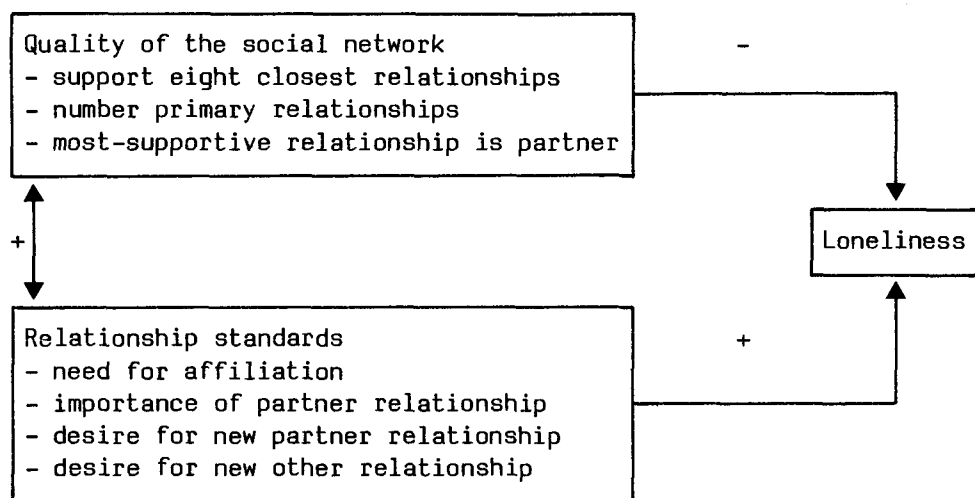 Quality of the social network
- support eight closest relationships
- number primary relationships
- most-supportive relationship is partner
-
+
Loneliness
Relationship standards
- need for affiliation
- importance of partner relationship
- desire for new partner relationship
- desire for new other relationship
+